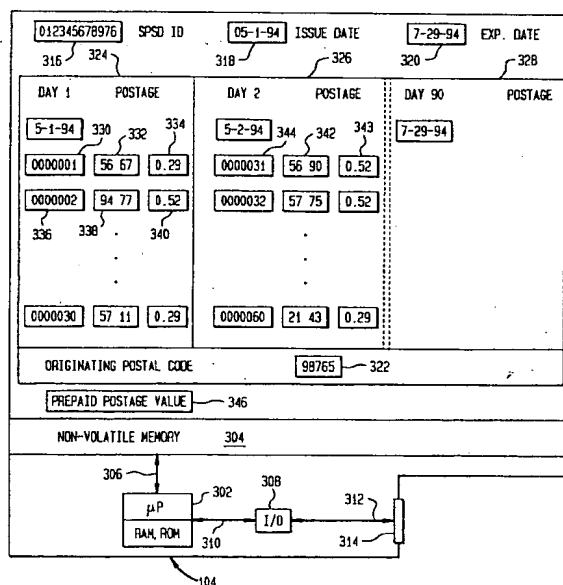 012345678976 SPSD ID 05-1-94 ISSUE DATE 7-29-94 EXP. DATE
316 324 318 326 320 328
DAY 1 POSTAGE DAY 2 POSTAGE DAY 90 POSTAGE
5-1-94 330 332 334 5-2-94 344 342 343 7-29-94
0000001 56 67 0.29 0000031 56 90 0.52
0000002 94 77 0.52 0000032 57 75 0.52
336 338 340
0000030 57 11 0.29 0000060 21 43 0.29
ORIGINATING POSTAL CODE 98765 322
PREPAID POSTAGE VALUE 346
NON-VOLATILE MEMORY 304
306
302 308 312
μP I/O
RAM, ROM 310 314
104